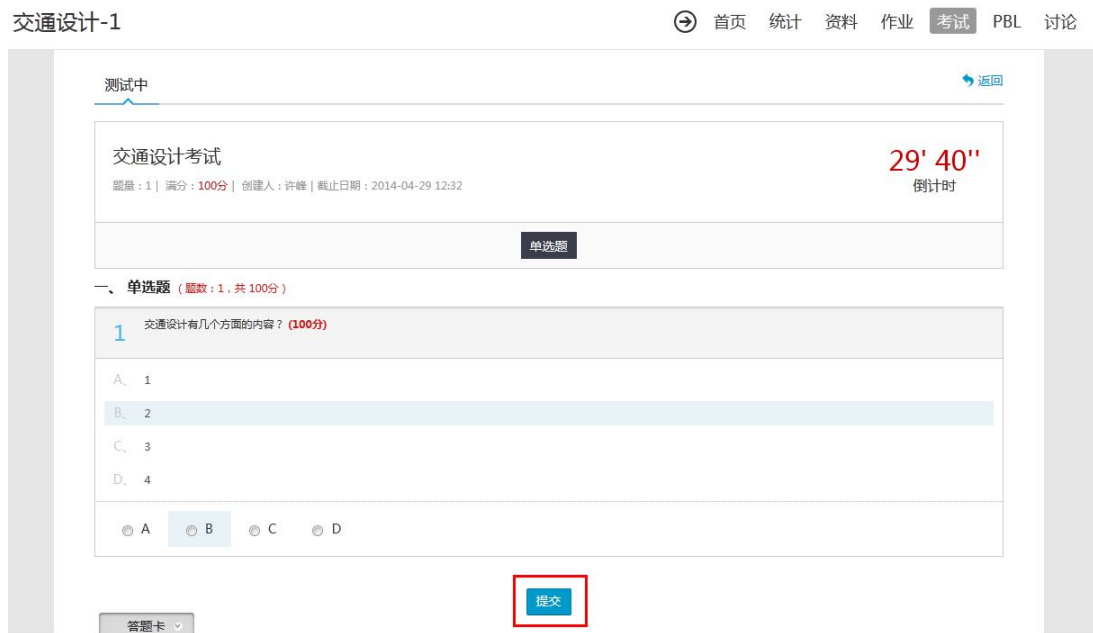 交通设计-1
首页 统计 资料 作业 考试 PBL 讨论
测试中
返回
交通设计考试
29' 40''
题量：1| 满分：100分| 创建人：许峰 | 截止日期：2014-04-29 12:32
倒计时
单选题
一、 单选题 （题数：1，共 100分）
1 交通设计有几个方面的内容？(100分)
A、 1
B、 2
C、 3
D、 4
A B C D
提交
答题卡